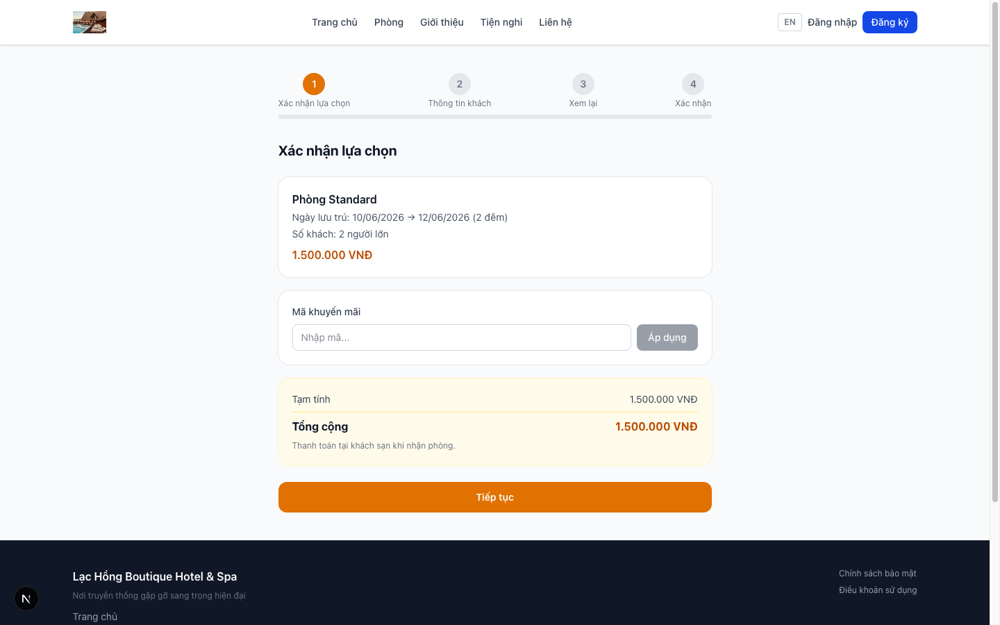 Trang chủ Phòng Giới thiệu Tiện nghi Liên hệ EN Đăng nhập Đăng ký
1 2 3 4
Xác nhận lựa chọn Thông tin khách Xem lại Xác nhận
Xác nhận lựa chọn
Phòng Standard
Ngày lưu trú: 10/06/2026 → 12/06/2026 (2 đêm)
Số khách: 2 người lớn
1.500.000 VNĐ
Mã khuyến mãi
Nhập mã... Áp dụng
Tạm tính 1.500.000 VNĐ
Tổng cộng 1.500.000 VNĐ
Thanh toán tại khách sạn khi nhận phòng.
Tiếp tục
Lạc Hồng Boutique Hotel & Spa
Nơi truyền thống gặp gỡ sang trọng hiện đại
Trang chủ
Chính sách bảo mật
Điều khoản sử dụng
N